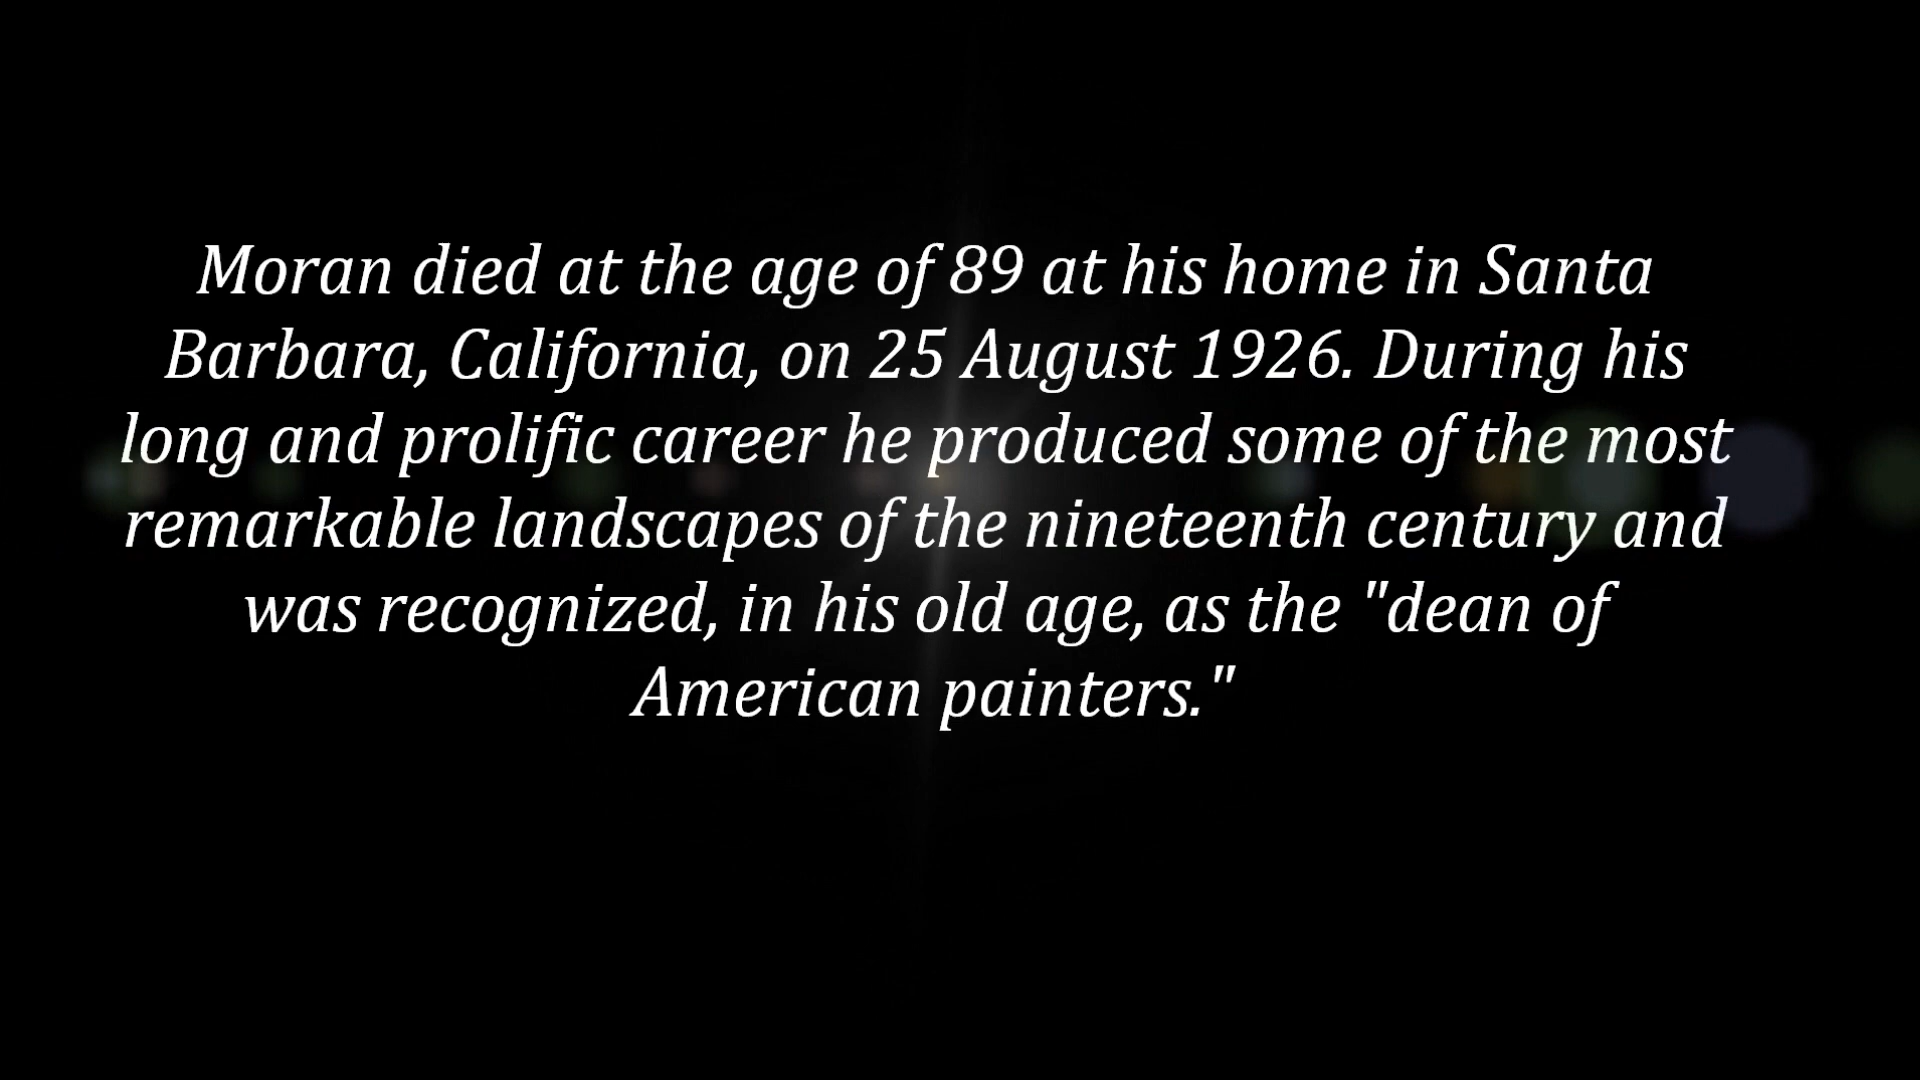 Moran died at the age of 89 at his home in Santa
Barbara, California, on 25 August 1926. During his
long and prolific career he produced some of the most
remarkable landscapes of the nineteenth century and
was recognized, in his old age, as the "dean of
American painters."